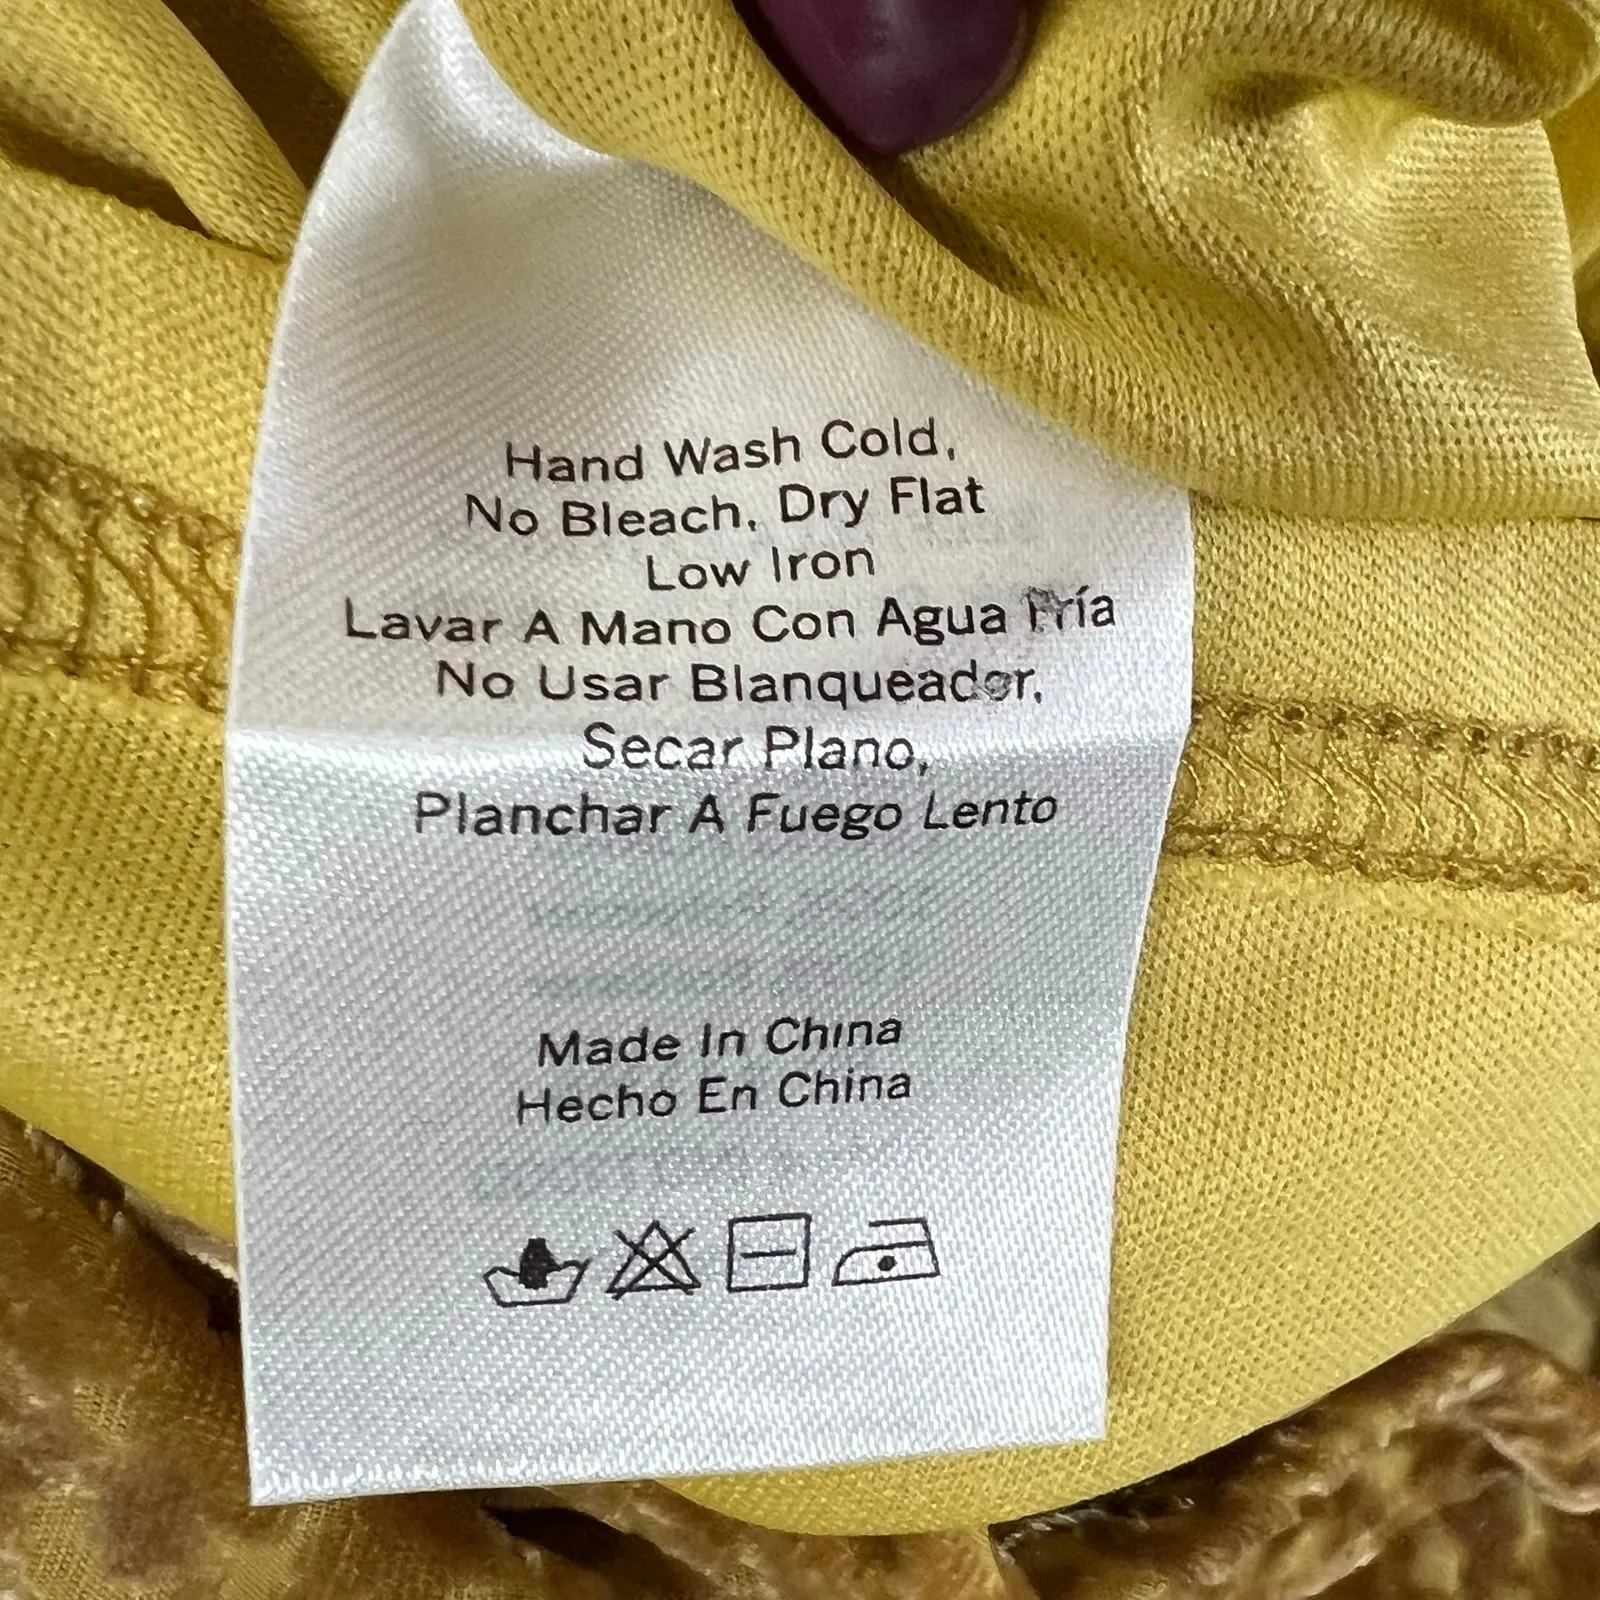 Hand Wash Cold,
No Bleach, Dry Flat
Low Iron
Lavar A Mano Con Agua Fría
No Usar Blanqueador,
Secar Plano,
Planchar A Fuego Lento
Made In China
Hecho En China